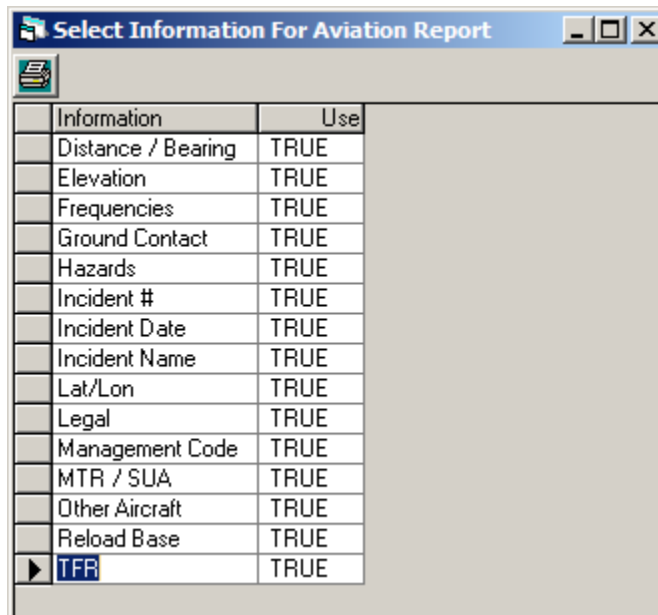 Select Information For Aviation Report
Information Use
Distance / Bearing TRUE
Elevation TRUE
Frequencies TRUE
Ground Contact TRUE
Hazards TRUE
Incident # TRUE
Incident Date TRUE
Incident Name TRUE
Lat/Lon TRUE
Legal TRUE
Management Code TRUE
MTR / SUA TRUE
Other Aircraft TRUE
Reload Base TRUE
TFR TRUE